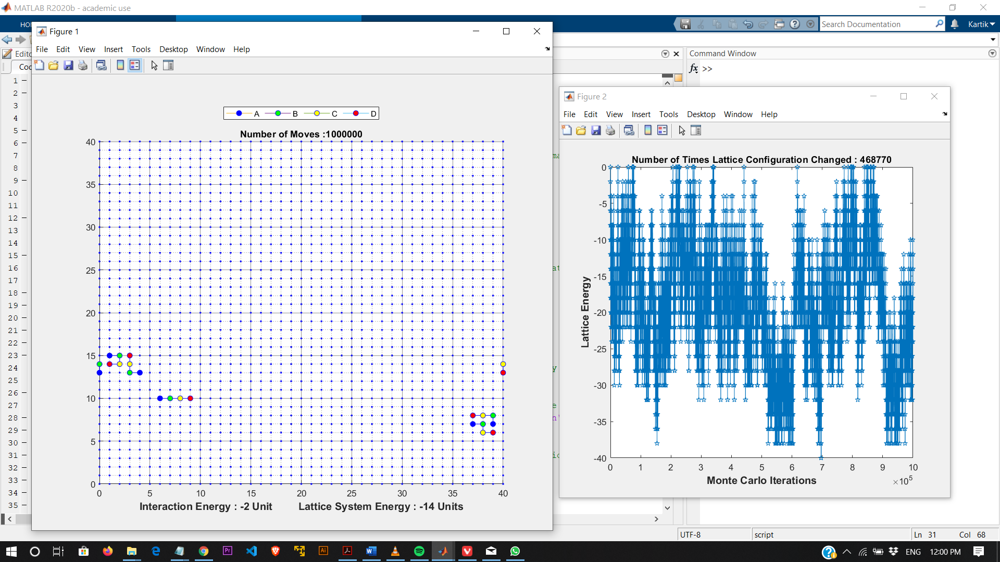 MATLAB R2020b - academic use
HO
Search Documentation
Kartik
Edito
Figure 1
File Edit View Insert Tools Desktop Window Help
Coc
A B C D
Number of Moves :1000000
40
35
30
25
20
15
10
5
0
0 5 10 15 20 25 30 35 40
Interaction Energy : -2 Unit Lattice System Energy : -14 Units
1
2
3
4
5
6
7
8
9
10
11
12
13
14
15
16
17
18
19
20
21
22
23
24
25
26
27
28
29
30
31
32
33
34
35
ma
at
y
e
n'
ic
Command Window
fx >>
Figure 2
File Edit View Insert Tools Desktop Window Help
Number of Times Lattice Configuration Changed : 468770
0
-5
-10
-15
-20
-25
-30
-35
-40
Lattice Energy
0 1 2 3 4 5 6 7 8 9 10
Monte Carlo Iterations
×10^5
UTF-8 script Ln 31 Col 68
ENG 12:00 PM